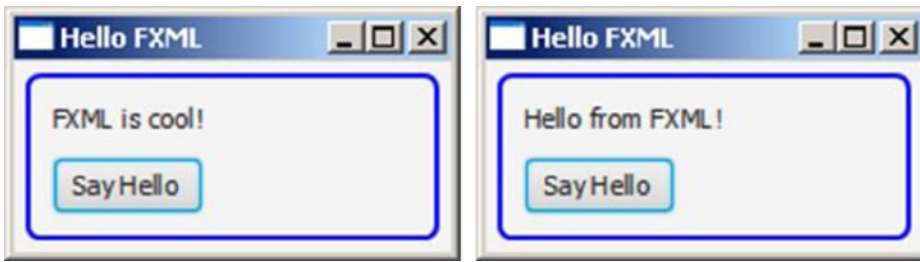 Hello FXML
FXML is cool!
Say Hello
Hello FXML
Hello from FXML!
Say Hello